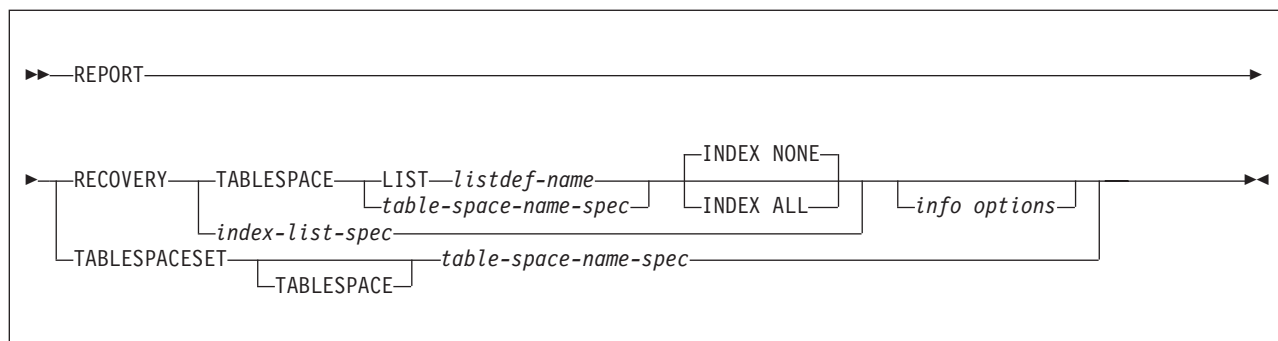 REPORT
INDEX NONE
RECOVERY TABLESPACE LIST listdef-name INDEX ALL info options
table-space-name-spec
index-list-spec
TABLESPACESET table-space-name-spec
TABLESPACE